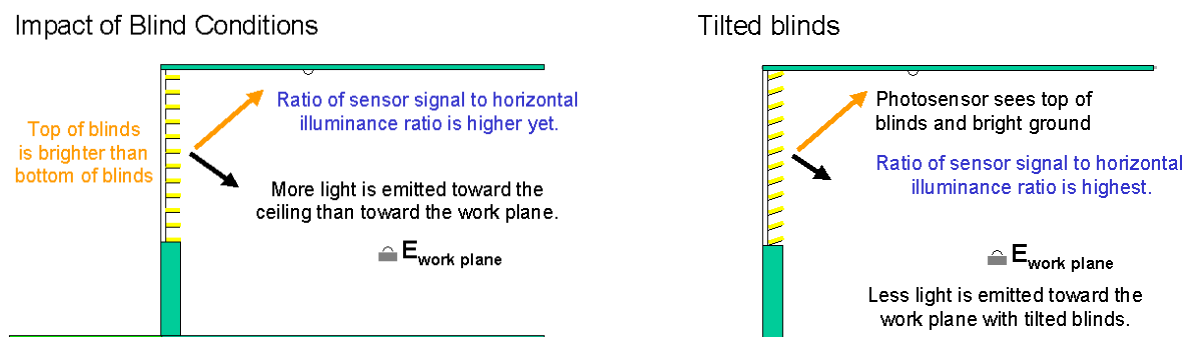 Impact of Blind Conditions
Top of blinds
is brighter than
bottom of blinds
Ratio of sensor signal to horizontal
illuminance ratio is higher yet.
More light is emitted toward the
ceiling than toward the work plane.
E work plane
Tilted blinds
Photosensor sees top of
blinds and bright ground
Ratio of sensor signal to horizontal
illuminance ratio is highest.
E work plane
Less light is emitted toward the
work plane with tilted blinds.